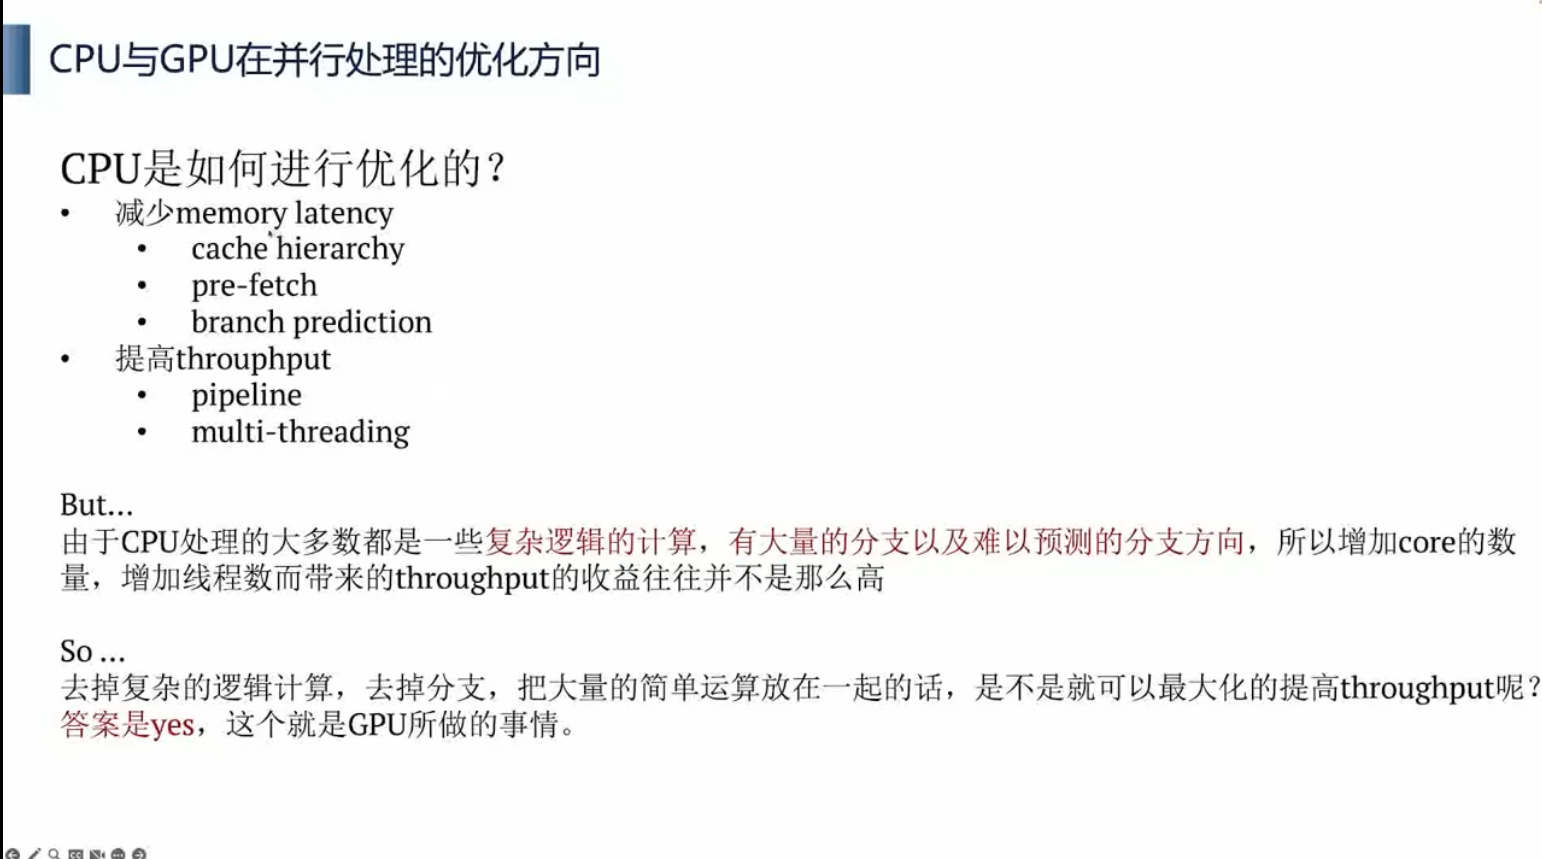 CPU与GPU在并行处理的优化方向
CPU是如何进行优化的？
• 减少memory latency
• cache hierarchy
• pre-fetch
• branch prediction
• 提高throuphput
• pipeline
• multi-threading
But…
由于CPU处理的大多数都是一些复杂逻辑的计算，有大量的分支以及难以预测的分支方向，所以增加core的数
量，增加线程数而带来的throughput的收益往往并不是那么高
So …
去掉复杂的逻辑计算，去掉分支，把大量的简单运算放在一起的话，是不是就可以最大化的提高throughput呢？
答案是yes，这个就是GPU所做的事情。